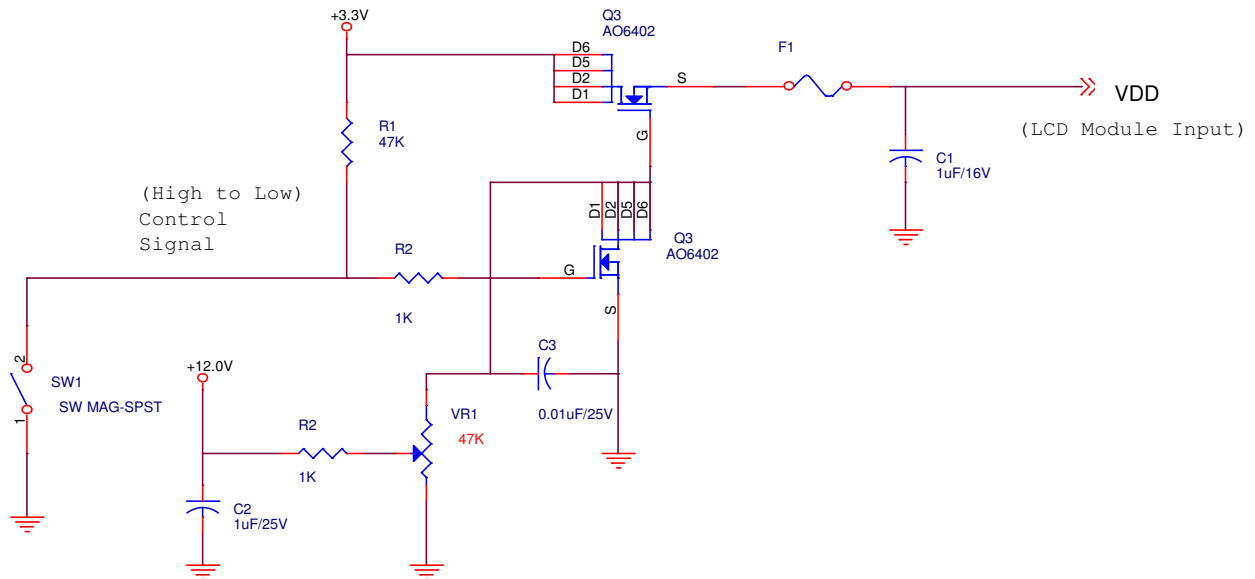 +3.3V
Q3
AO6402
D6
D5
D2
D1
S
G
F1
VDD
(LCD Module Input)
R1
47K
C1
1uF/16V
(High to Low)
Control
Signal
D1
D2
D5
D6
Q3
AO6402
R2
G
1K
S
2
SW1
SW MAG-SPST
1
+12.0V
C3
0.01uF/25V
VR1
47K
R2
1K
C2
1uF/25V